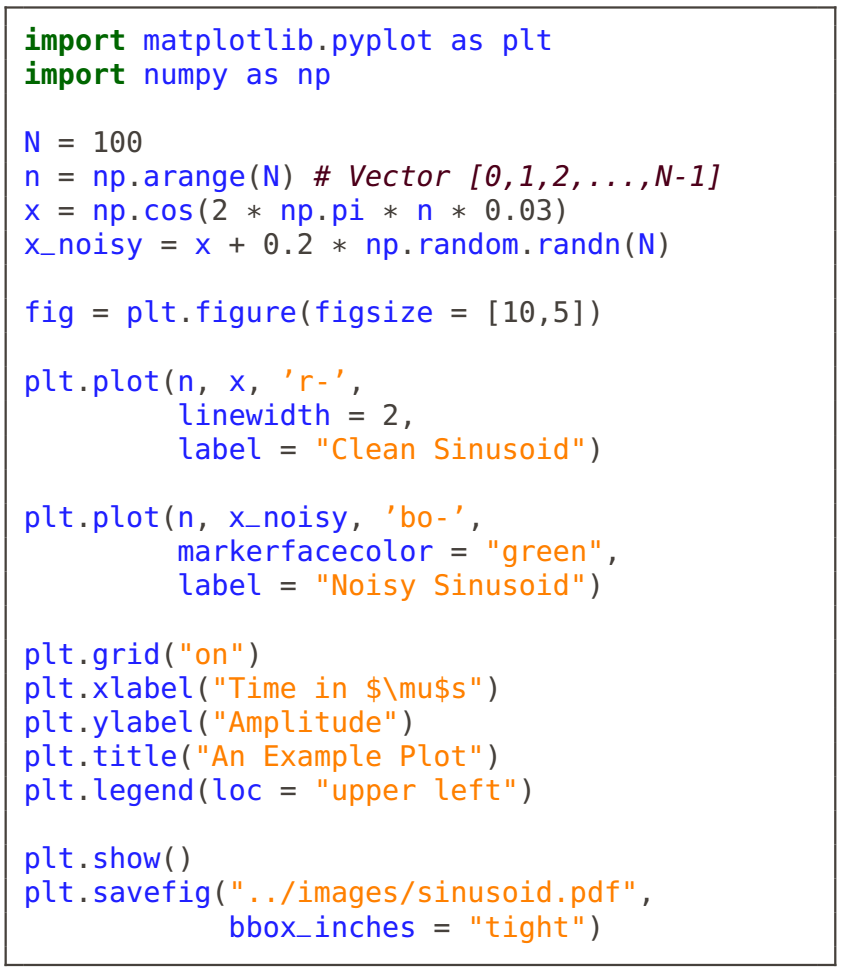 import matplotlib.pyplot as plt
import numpy as np

N = 100
n = np.arange(N) # Vector [0,1,2,...,N-1]
x = np.cos(2 * np.pi * n * 0.03)
x_noisy = x + 0.2 * np.random.randn(N)

fig = plt.figure(figsize = [10,5])

plt.plot(n, x, ’r-’,
         linewidth = 2,
         label = "Clean Sinusoid")

plt.plot(n, x_noisy, ’bo-’,
         markerfacecolor = "green",
         label = "Noisy Sinusoid")

plt.grid("on")
plt.xlabel("Time in $\mu$s")
plt.ylabel("Amplitude")
plt.title("An Example Plot")
plt.legend(loc = "upper left")

plt.show()
plt.savefig("../images/sinusoid.pdf",
            bbox_inches = "tight")